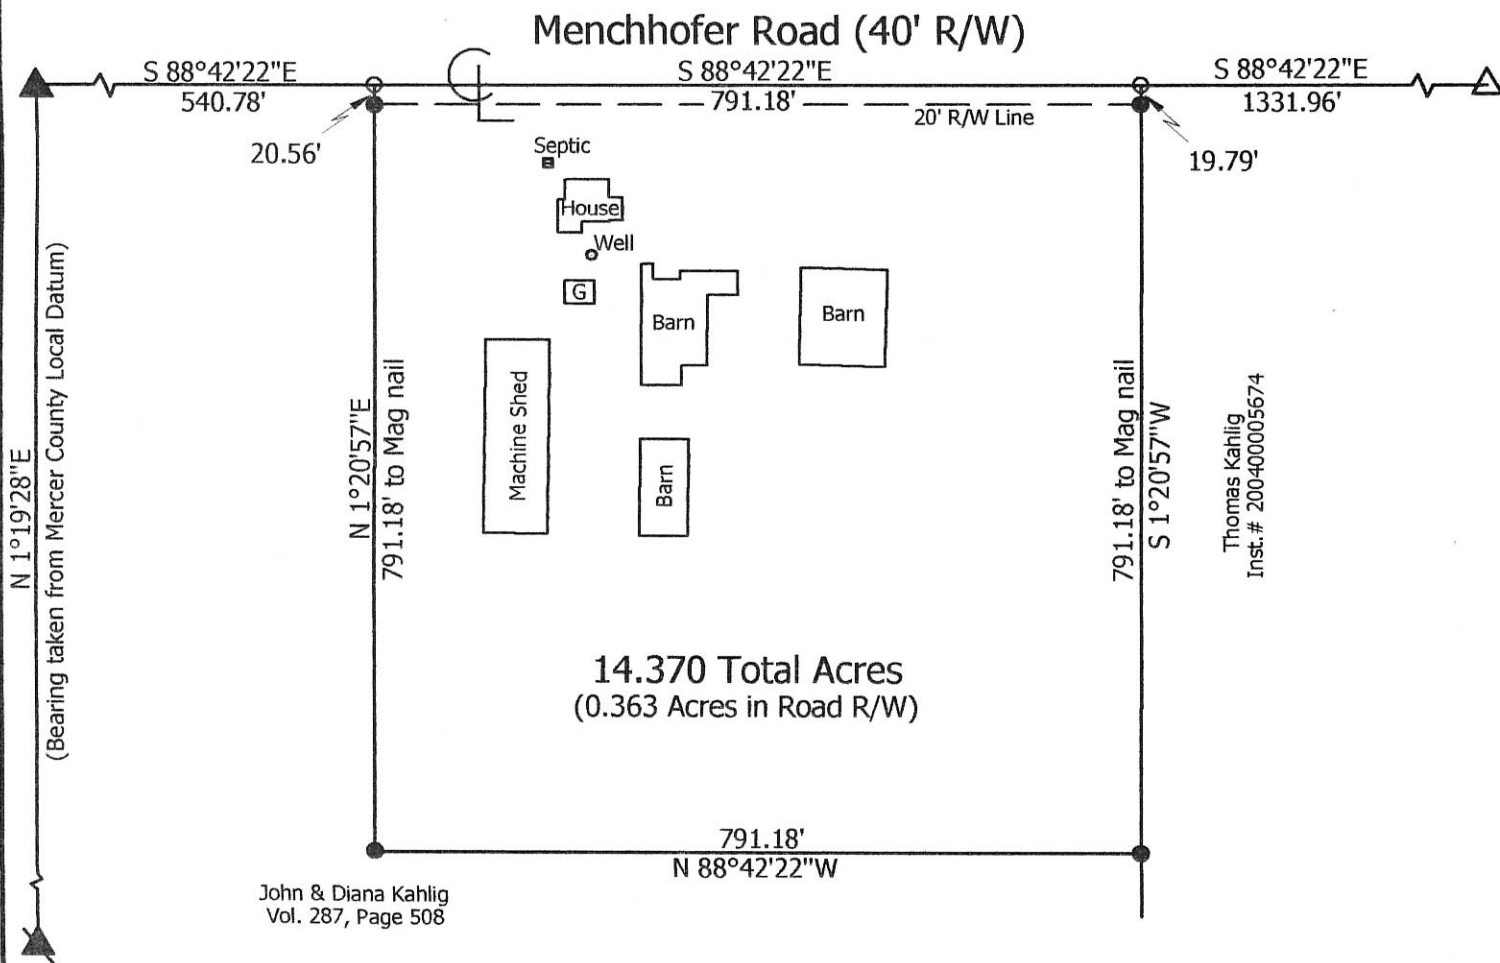 Menchhofer Road (40' R/W)
S 88°42'22"E
540.78'
S 88°42'22"E
791.18'
S 88°42'22"E
1331.96'
20' R/W Line
20.56'
19.79'
Septic
House
Well
G
Barn
Barn
Machine Shed
Barn
N 1°19'28"E
(Bearing taken from Mercer County Local Datum)
N 1°20'57"E
791.18' to Mag nail
791.18' to Mag nail
S 1°20'57"W
Thomas Kahlig
Inst.# 200400005674
14.370 Total Acres
(0.363 Acres in Road R/W)
791.18'
N 88°42'22"W
John & Diana Kahlig
Vol. 287, Page 508